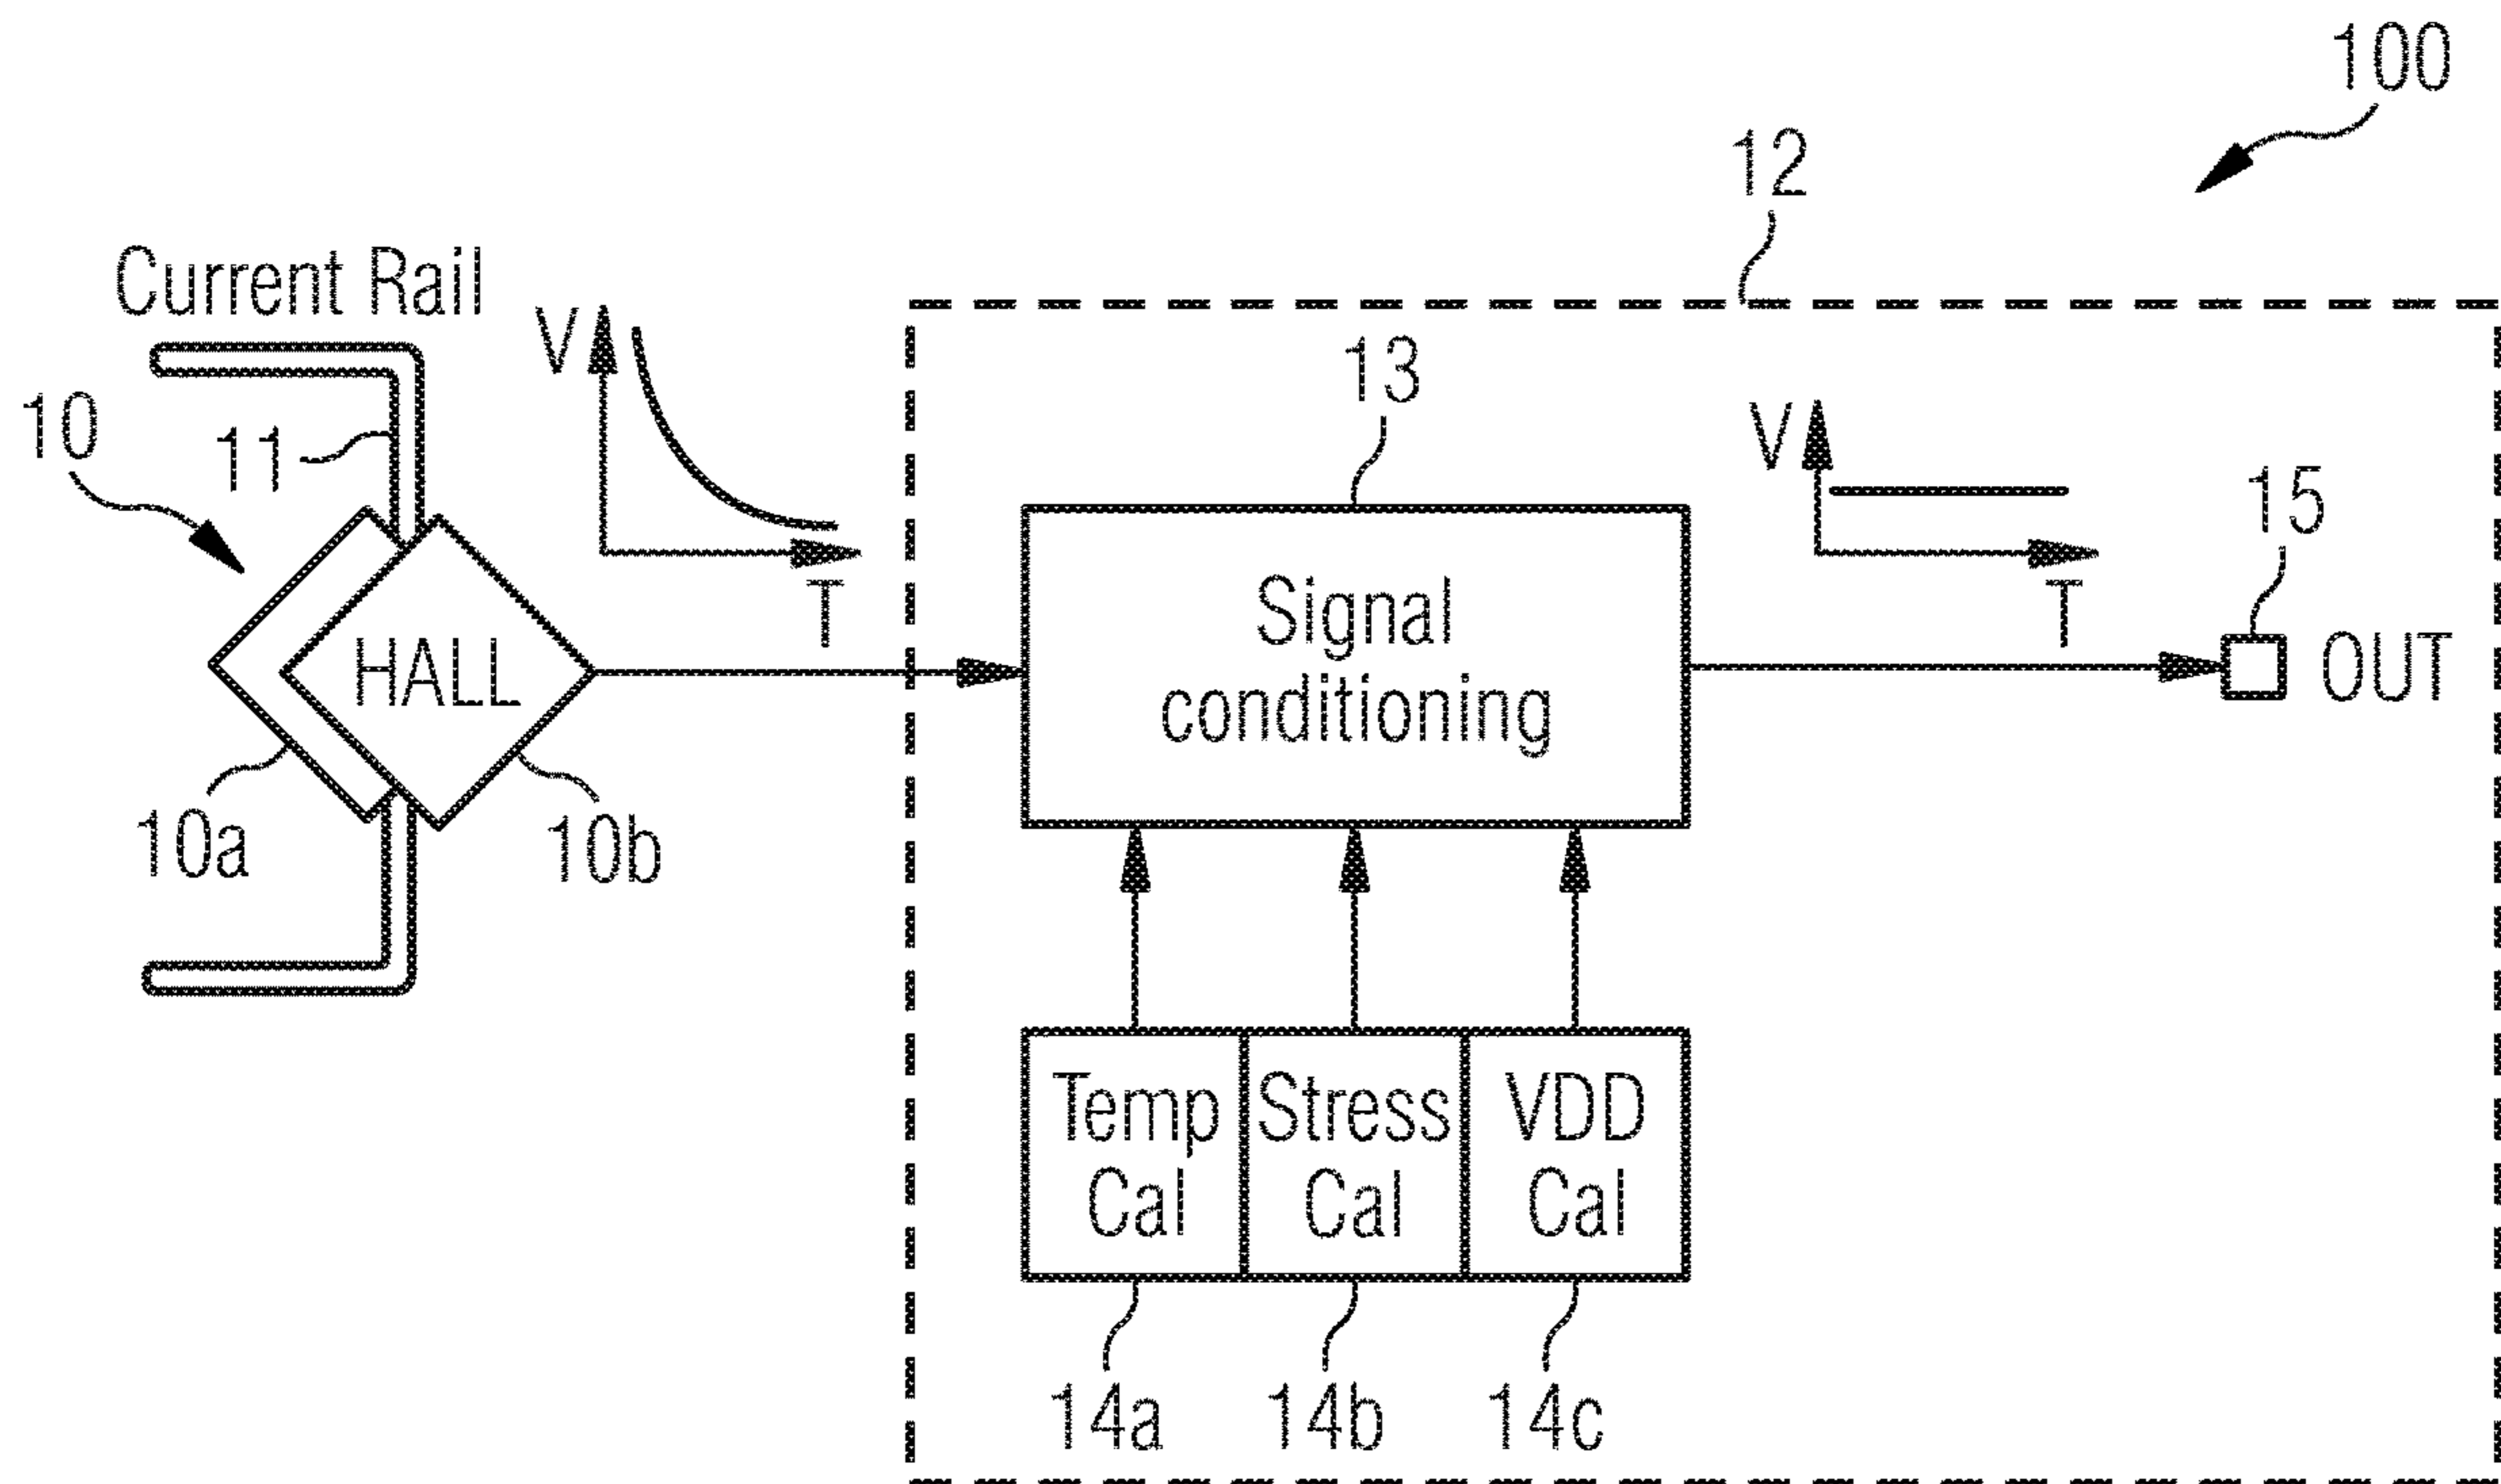 100
12
Current Rail
V
13
10
11
V
15
T
Signal
conditioning
T
HALL
OUT
10a
10b
Temp
Cal
Stress
Cal
VDD
Cal
14a
14b
14c